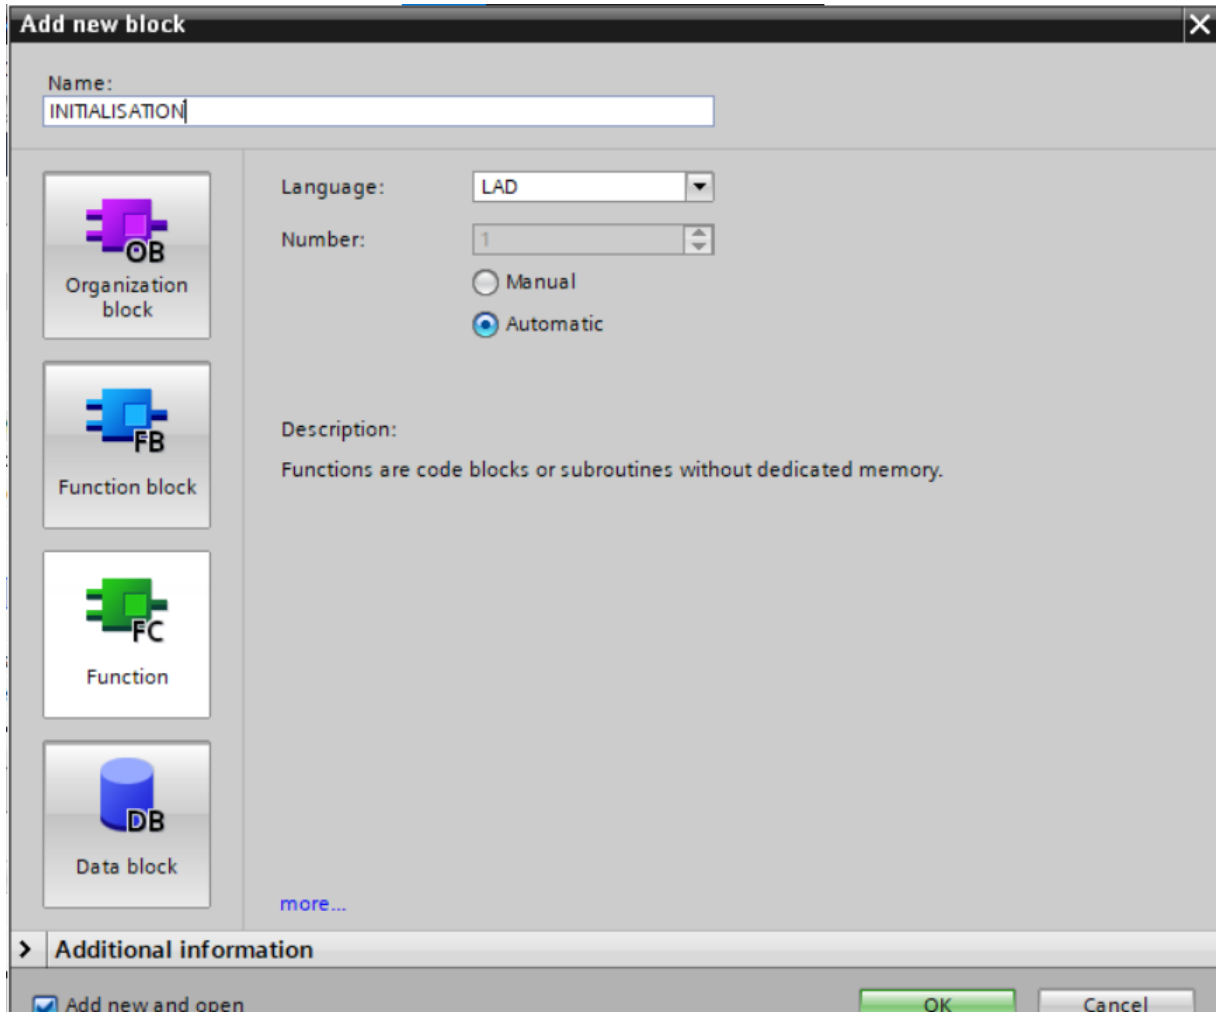 Add new block
Name:
INITIALISATION
OB
Organization
block
FB
Function block
FC
Function
DB
Data block
Language:
LAD
Number:
1
Manual
Automatic
Description:
Functions are code blocks or subroutines without dedicated memory.
more...
Additional information
Add new and open
OK
Cancel